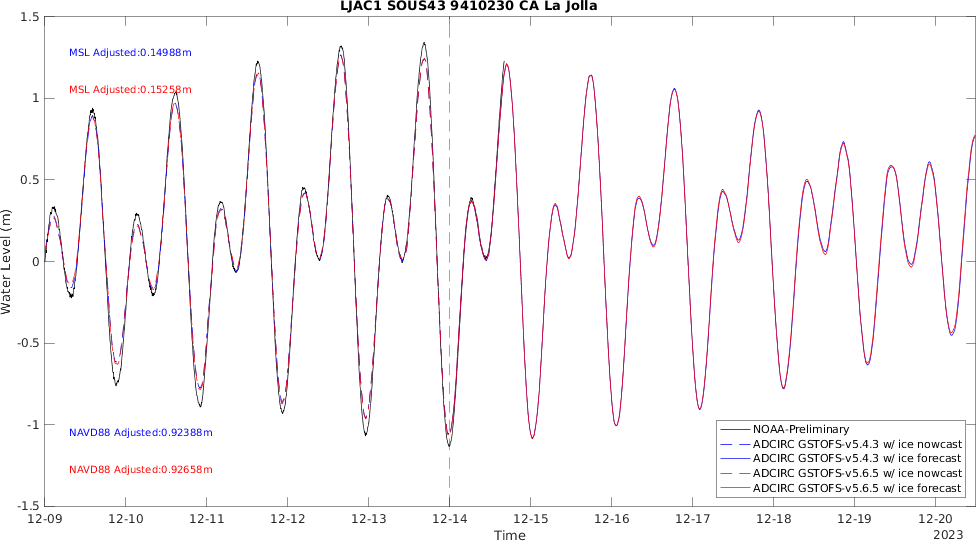 LJAC1 SOUS43 9410230 CA La Jolla
1.5
1
0.5
0
-0.5
-1
-1.5
Water Level (m)
MSL Adjusted:0.14988m
MSL Adjusted:0.15258m
NAVD88 Adjusted:0.92388m
NAVD88 Adjusted:0.92658m
NOAA-Preliminary
ADCIRC GSTOFS-v5.4.3 w/ ice nowcast
ADCIRC GSTOFS-v5.4.3 w/ ice forecast
ADCIRC GSTOFS-v5.6.5 w/ ice nowcast
ADCIRC GSTOFS-v5.6.5 w/ ice forecast
12-09 12-10 12-11 12-12 12-13 12-14 12-15 12-16 12-17 12-18 12-19 12-20
Time
2023